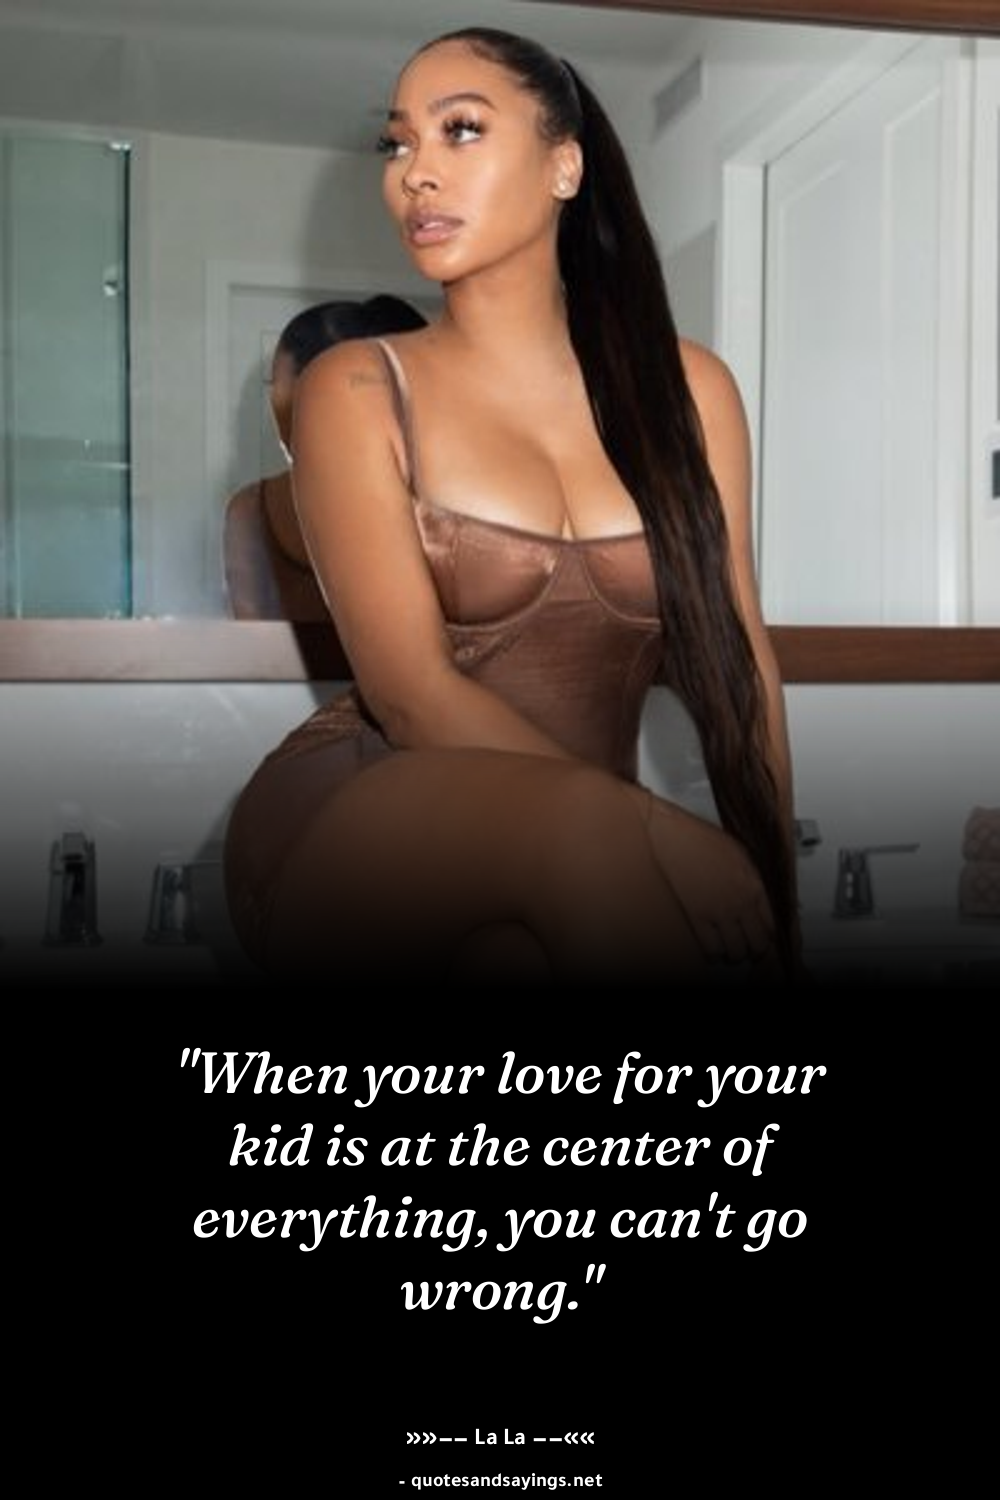 "When your love for your
kid is at the center of
everything, you can't go
wrong."
»»−− La La −−««
- quotesandsayings.net